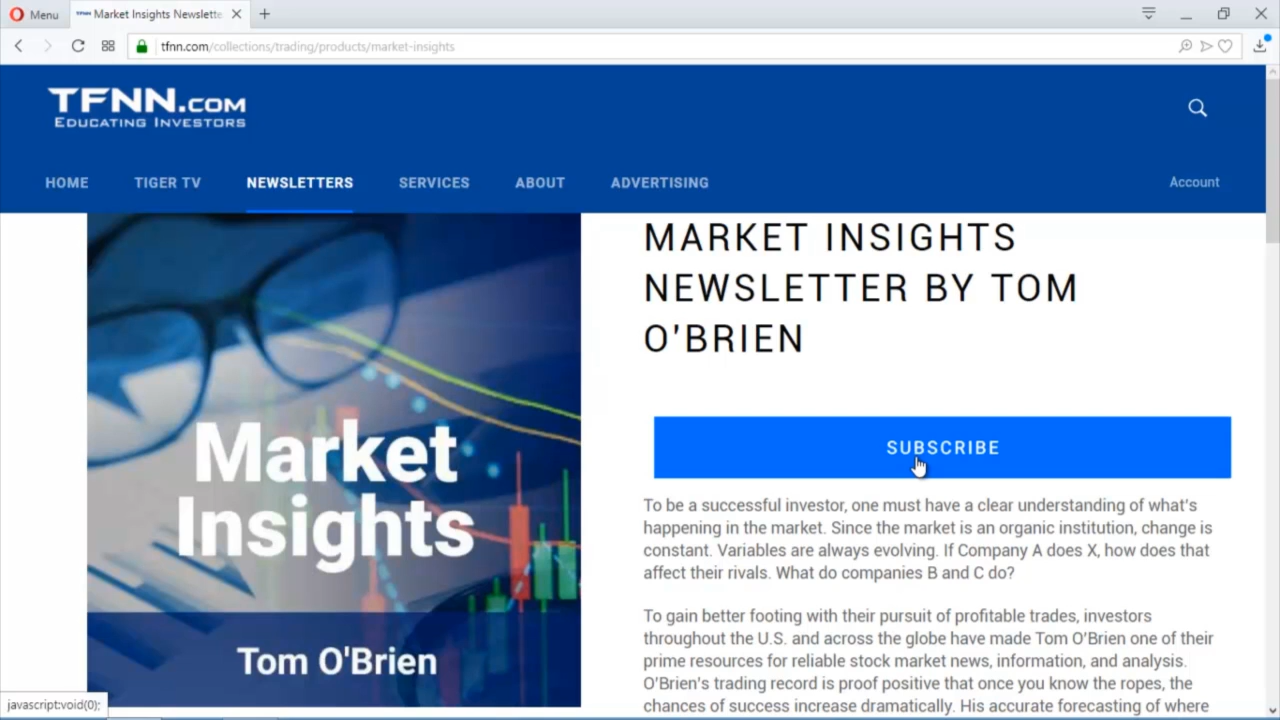 Menu
Market Insights Newslette
tfnn.com/collections/trading/products/market-insights
TFNN.COM
EDUCATING INVESTORS
HOME TIGER TV NEWSLETTERS SERVICES ABOUT ADVERTISING Account
MARKET INSIGHTS
NEWSLETTER BY TOM
O'BRIEN
Market
Insights
Tom O'Brien
SUBSCRIBE
To be a successful investor, one must have a clear understanding of what's
happening in the market. Since the market is an organic institution, change is
constant. Variables are always evolving. If Company A does X, how does that
affect their rivals. What do companies B and C do?
To gain better footing with their pursuit of profitable trades, investors
throughout the U.S. and across the globe have made Tom O'Brien one of their
prime resources for reliable stock market news, information, and analysis.
O'Brien's trading record is proof positive that once you know the ropes, the
chances of success increase dramatically. His accurate forecasting of where
javascript:void(0);